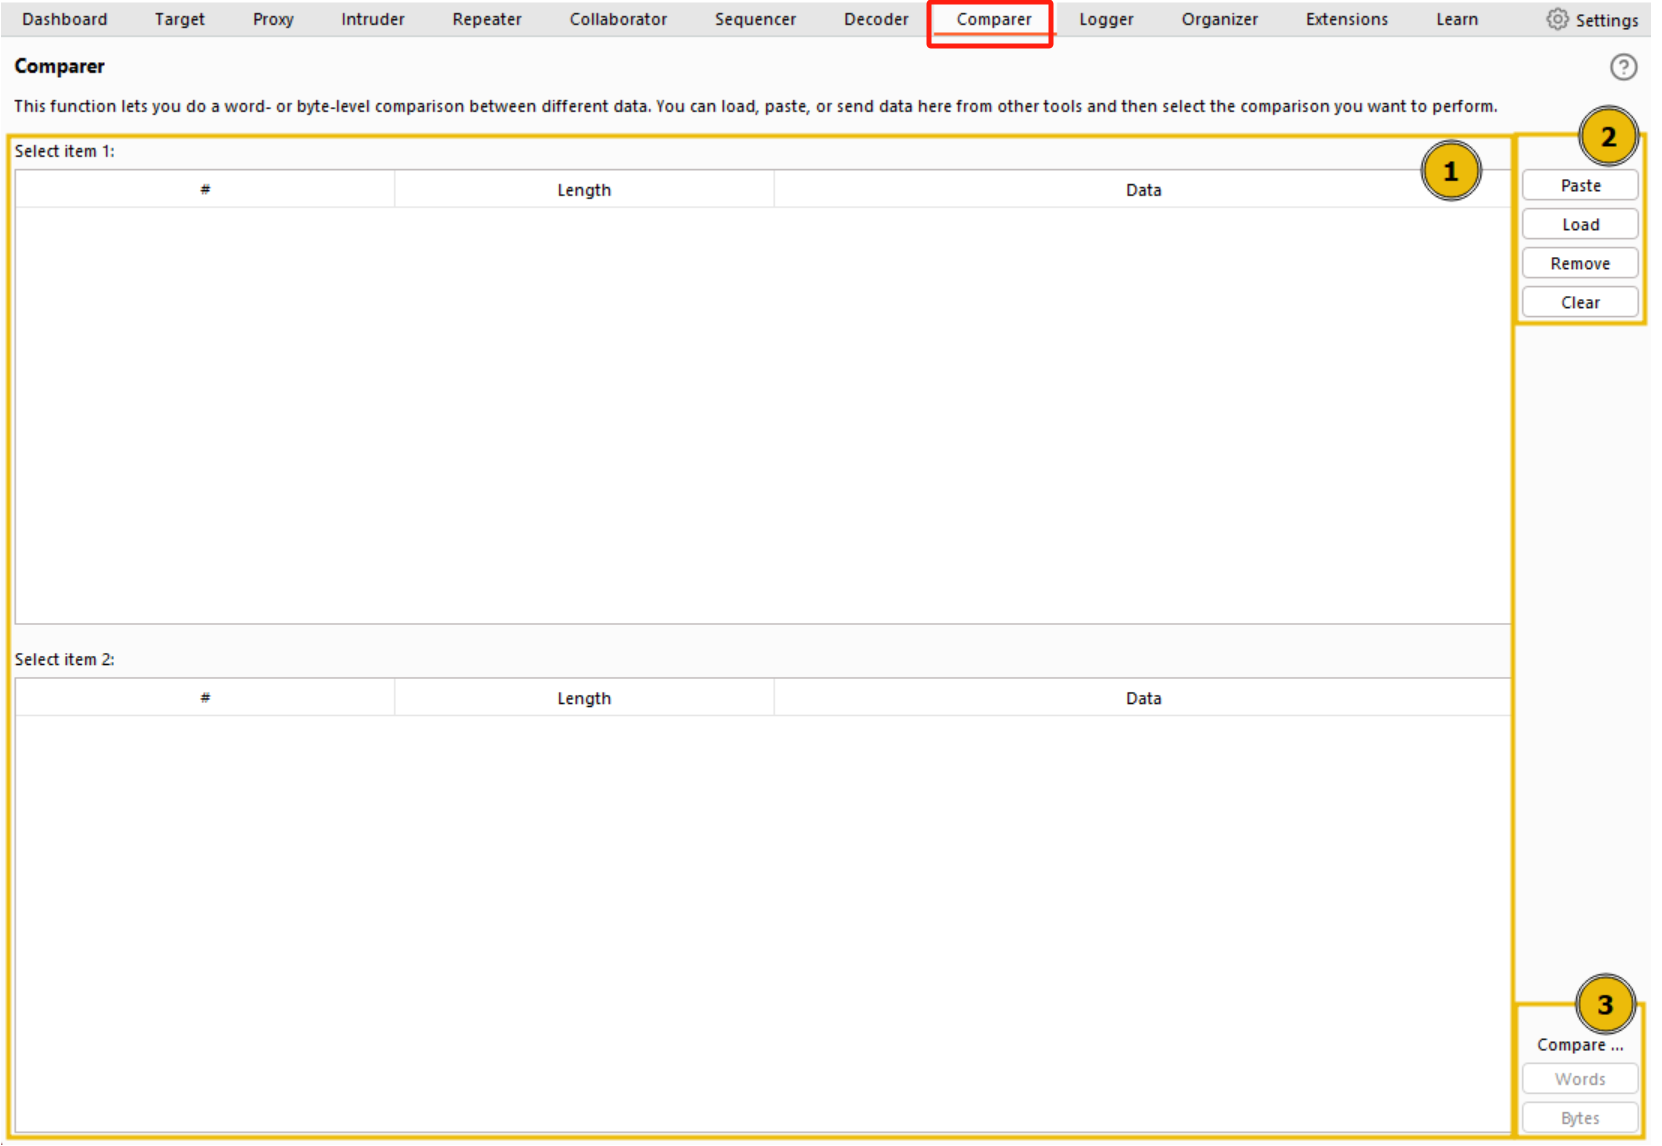 Dashboard Target Proxy Intruder Repeater Collaborator Sequencer Decoder Comparer Logger Organizer Extensions Learn Settings
Comparer
?
This function lets you do a word- or byte-level comparison between different data. You can load, paste, or send data here from other tools and then select the comparison you want to perform.
2
Select item 1:
1
# Length Data
Paste
Load
Remove
Clear
Select item 2:
# Length Data
3
Compare ...
Words
Bytes